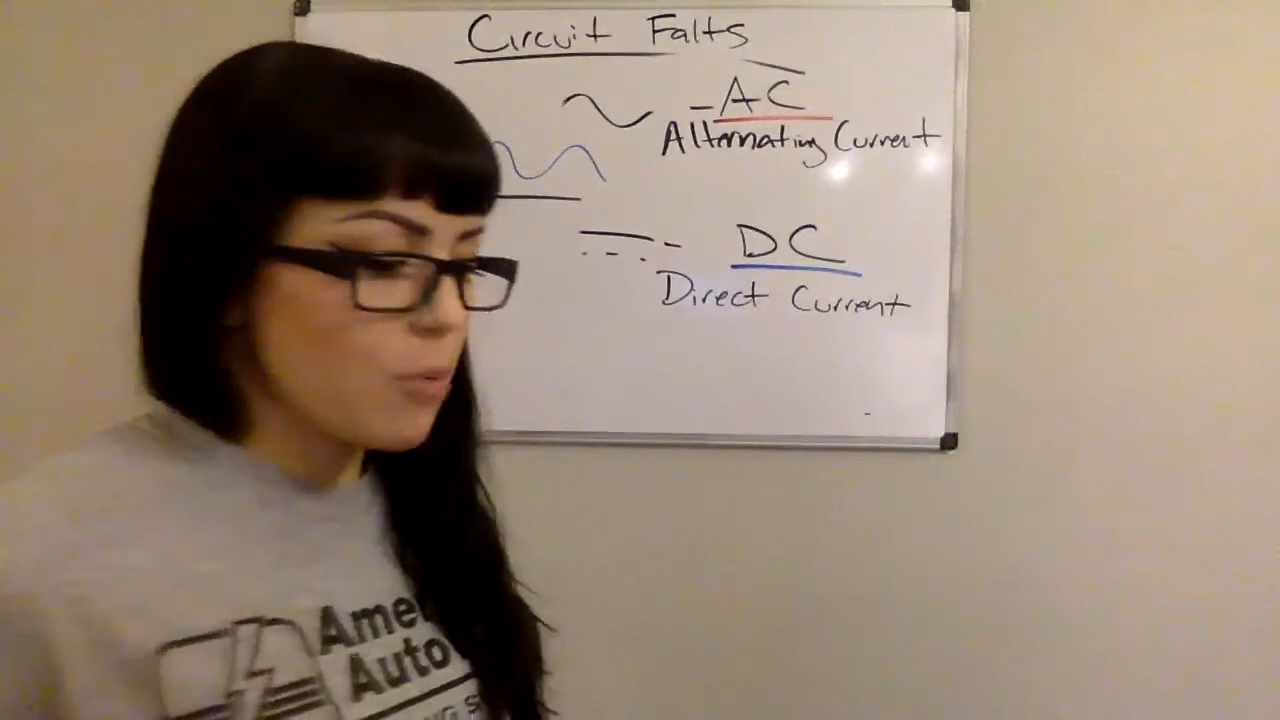 Circuit Falts
-AC
Alternating Current
DC
Direct Current
Ame
Auto